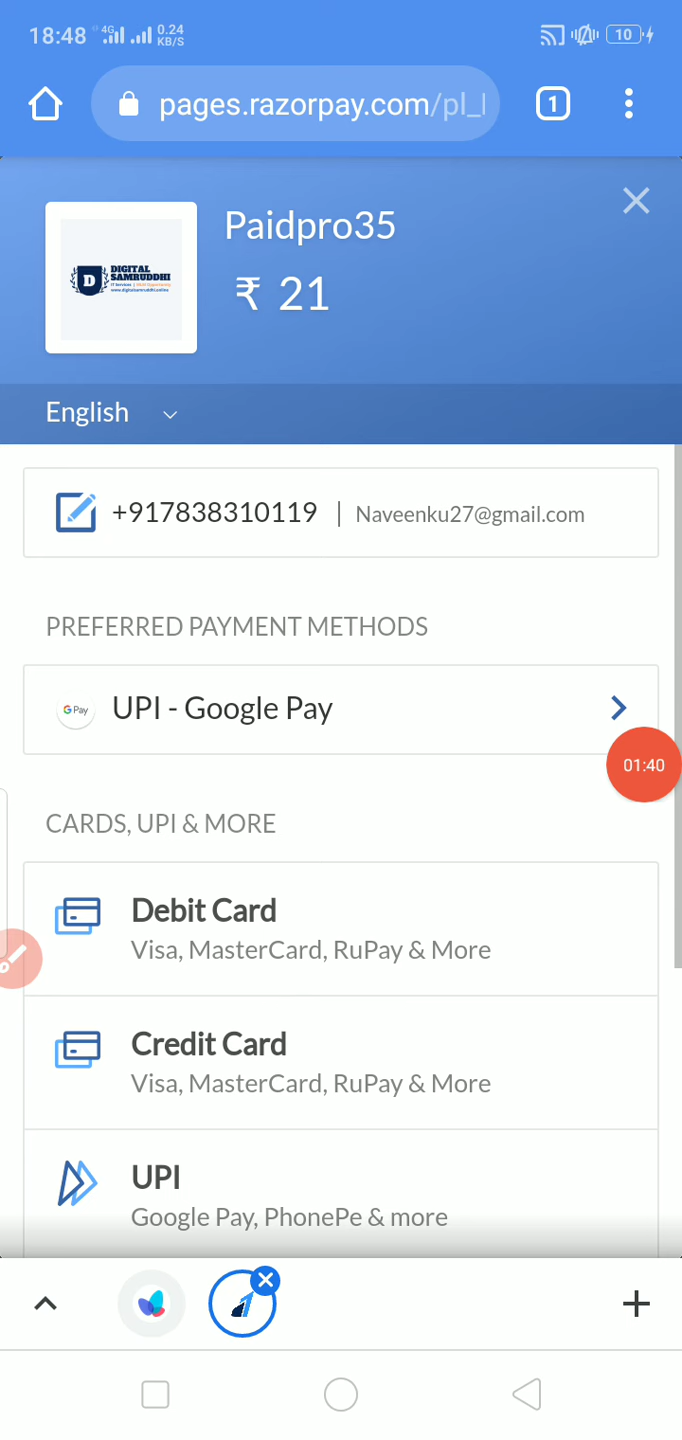 18:48 4G 0.24 KB/S 10
pages.razorpay.com/pl_ 1
Paidpro35
₹ 21
D DIGITAL
SAMRUDDHI
English
+917838310119 | Naveenku27@gmail.com
PREFERRED PAYMENT METHODS
G Pay UPI - Google Pay
01:40
CARDS, UPI & MORE
Debit Card
Visa, MasterCard, RuPay & More
Credit Card
Visa, MasterCard, RuPay & More
UPI
Google Pay, PhonePe & more